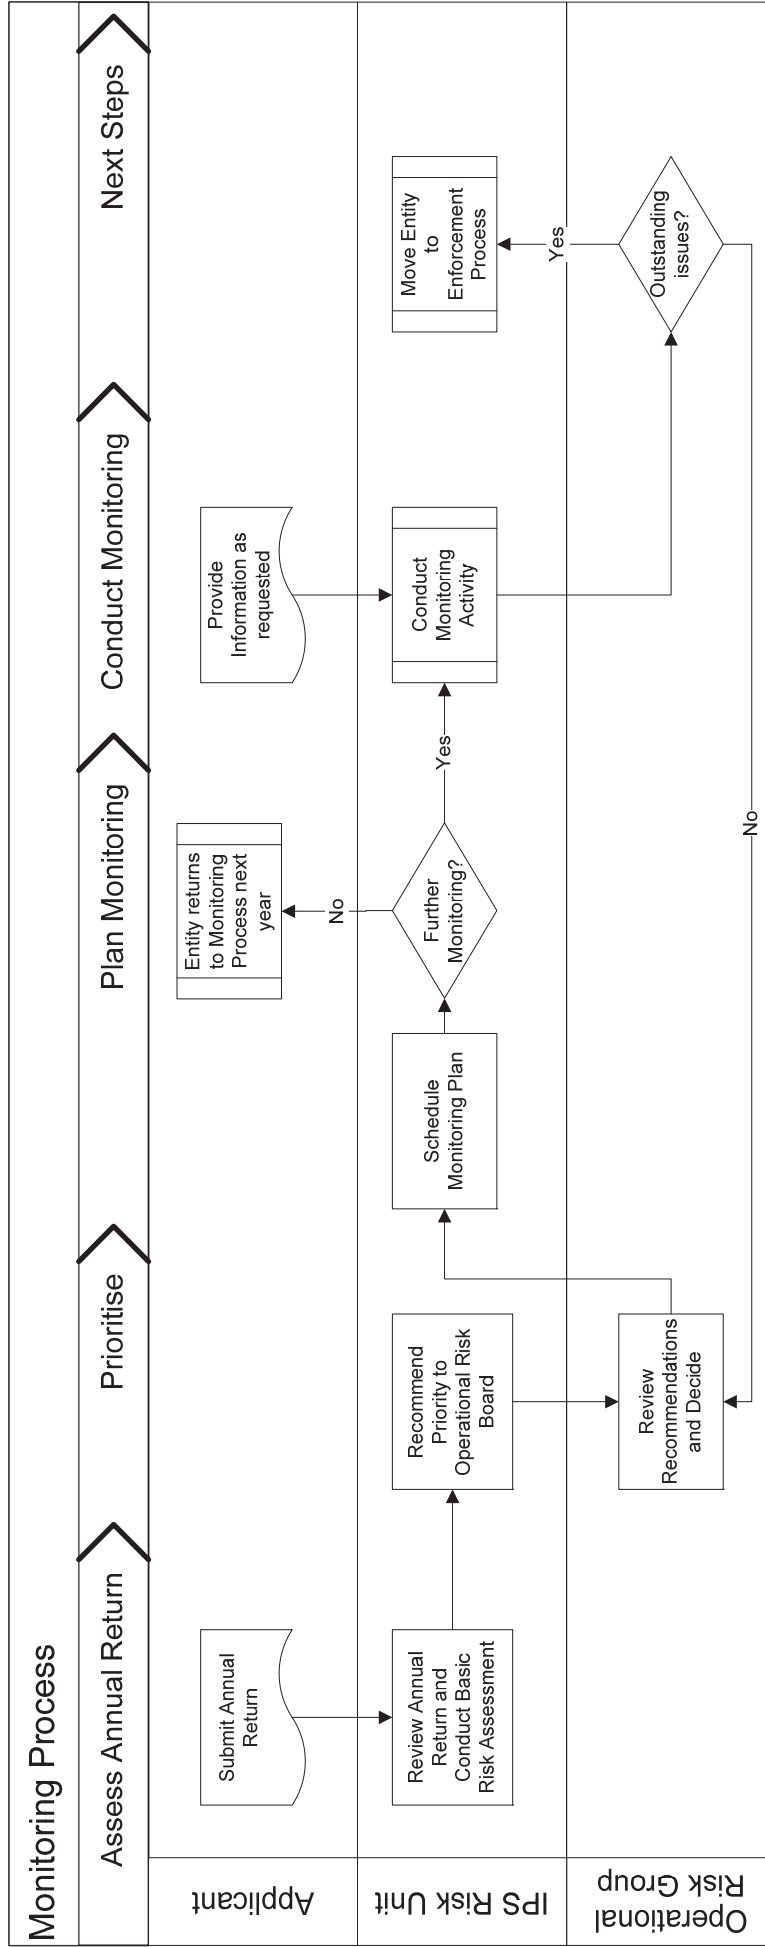 Monitoring Process
Assess Annual Return
Prioritise
Plan Monitoring
Conduct Monitoring
Next Steps
Applicant
Submit Annual
Return
Entity returns
to Monitoring
Process next
year
Provide
Information as
requested
No
IPS Risk Unit
Review Annual
Return and
Conduct Basic
Risk Assessment
Recommend
Priority to
Operational Risk
Board
Schedule
Monitoring Plan
Further
Monitoring?
Yes
Conduct
Monitoring
Activity
Move Entity
to
Enforcement
Process
Yes
Operational
Risk Group
Review
Recommendations
and Decide
Outstanding
issues?
No